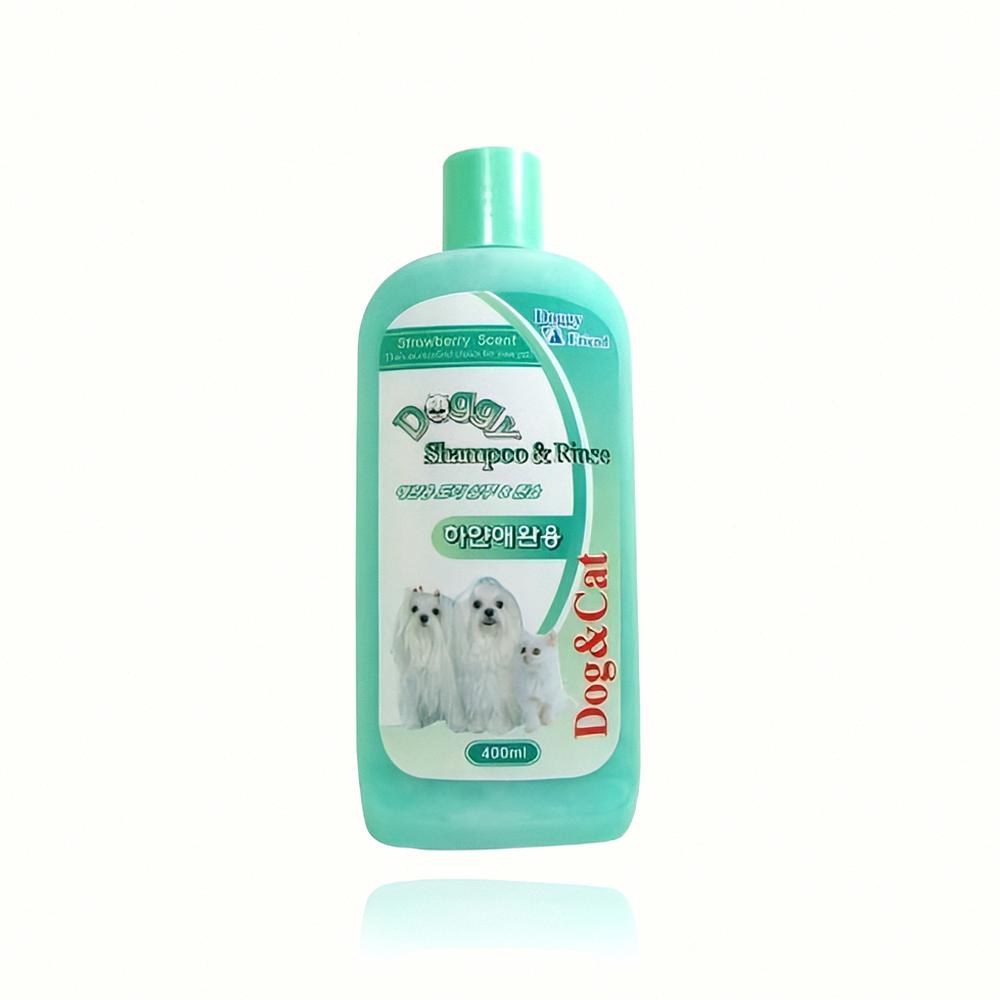 Strawberry Scent
Doggy
Friend
Doggy
Shampoo & Rinse
하얀애완용
Dog&Cat
400ml